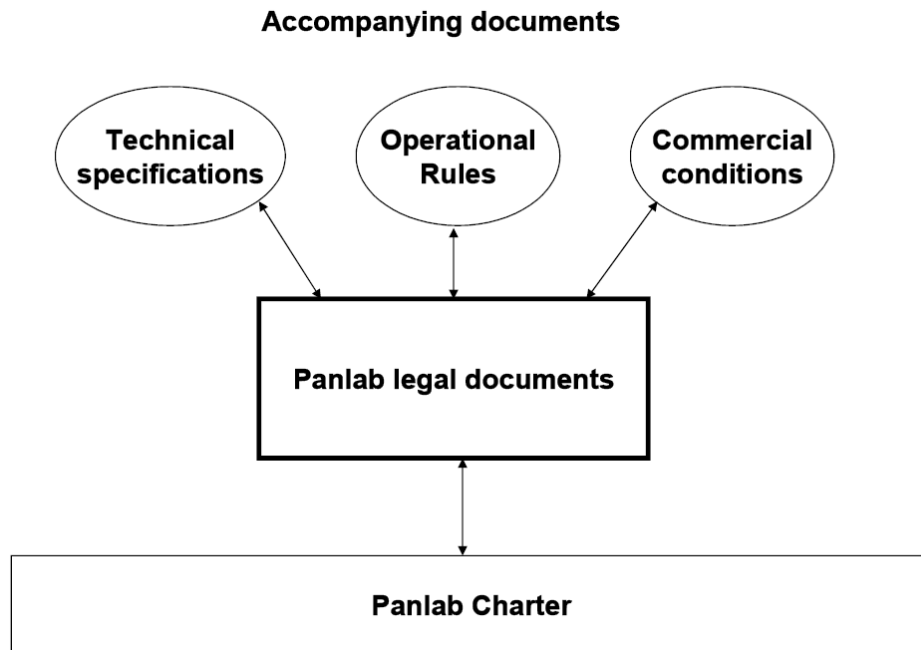 Accompanying documents
Technical
specifications
Operational
Rules
Commercial
conditions
Panlab legal documents
Panlab Charter